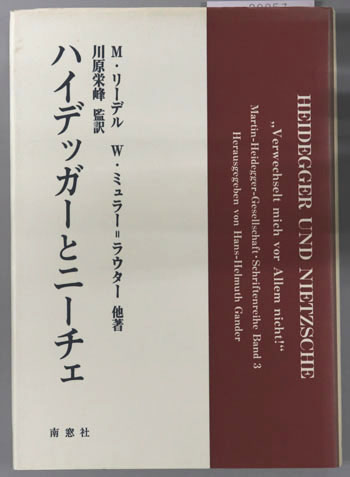 M・リーデル W・ミュラー=ラウター 他著
川原栄峰 監訳
ハイデッガーとニーチェ
南窓社
HEIDEGGER UND NIETZSCHE
„Verwechselt mich vor Allem nicht!“
Martin-Heidegger-Gesellschaft·Schriftenreihe Band 3
Herausgegeben von Hans-Helmuth Gander